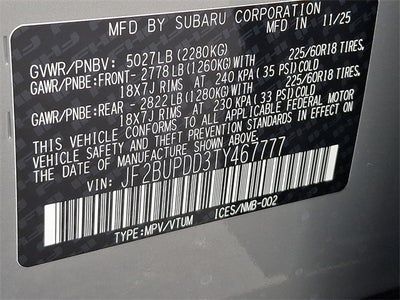 MFD BY SUBARU CORPORATION
MFD IN 11/25
GVWR/PNBV: 5027LB(2280KG)
GAWR/PNBE:FRONT- 2778LB(1260KG)WITH 225/60R18 TIRES,
18X7J RIMS AT 240 KPA(35 PSI)COLD
GAWR/PNBE:REAR - 2822LB(1280KG)WITH 225/60R18 TIRES,
18X7J RIMS AT 230 KPA(33 PSI)COLD
THIS VEHICLE CONFORMS TO ALL APPLICABLE FEDERAL MOTOR
VEHICLE SAFETY AND THEFT PREVENTION STANDARDS IN EFFECT ON
THE DATE OF MANUFACTURE SHOWN ABOVE.
VIN: JF2BUPDD3TY467777
TYPE:MPV/VTUM ICES/NMB-002